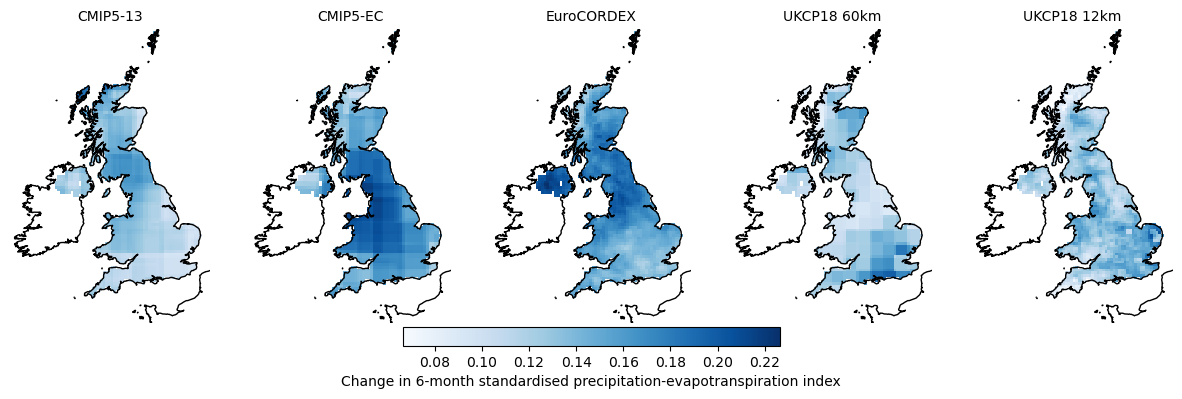 CMIP5-13 CMIP5-EC EuroCORDEX UKCP18 60km UKCP18 12km
0.08 0.10 0.12 0.14 0.16 0.18 0.20 0.22
Change in 6-month standardised precipitation-evapotranspiration index